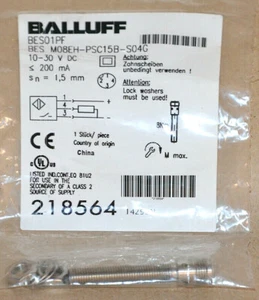 BALLUFF
BES01PF
BES M08EH-PSC15B-S04G
10-30 V DC
≤ 200 mA
sn = 1,5 mm
Achtung:
Zahnscheiben
unbedingt verwenden !
Attention:
Lock washers
must be used!
1 Stück/ piece
Country of origin
China
M max.
LISTED IND.CONT.EQ 81U2
FOR USE IN THE
SECONDARY OF A CLASS 2
SOURCE OF SUPPLY
218564